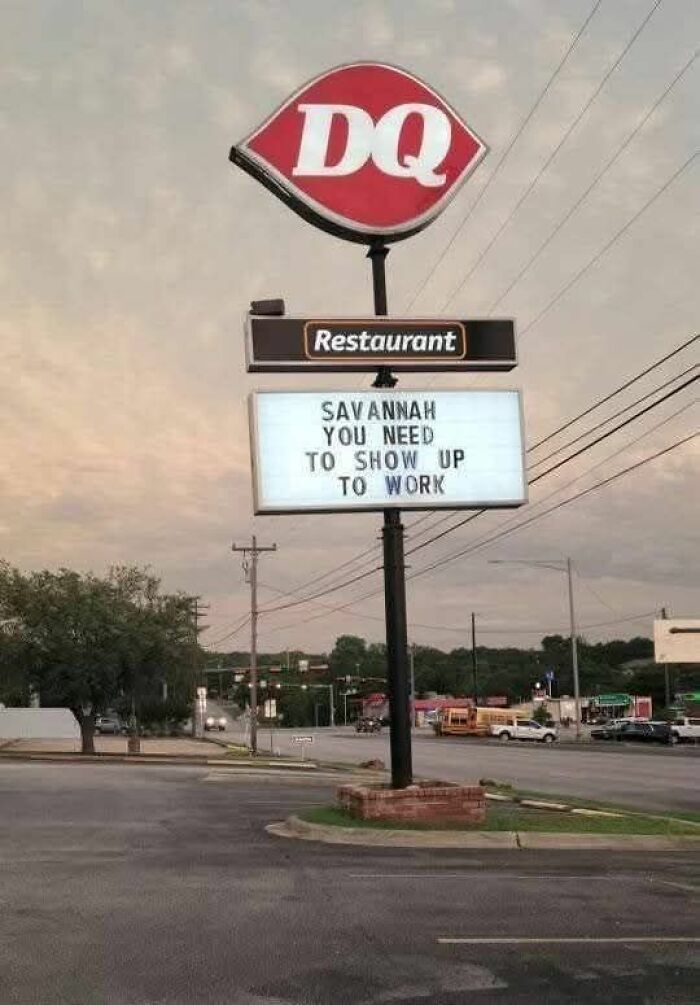 DQ
Restaurant
SAVANNAH
YOU NEED
TO SHOW UP
TO WORK